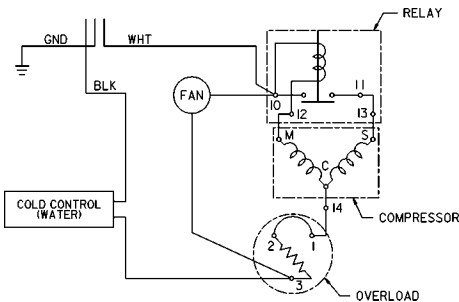 RELAY
GND
WHT
BLK
FAN
10
11
12
13
M
S
C
COLD CONTROL
(WATER)
14
COMPRESSOR
2
1
3
OVERLOAD